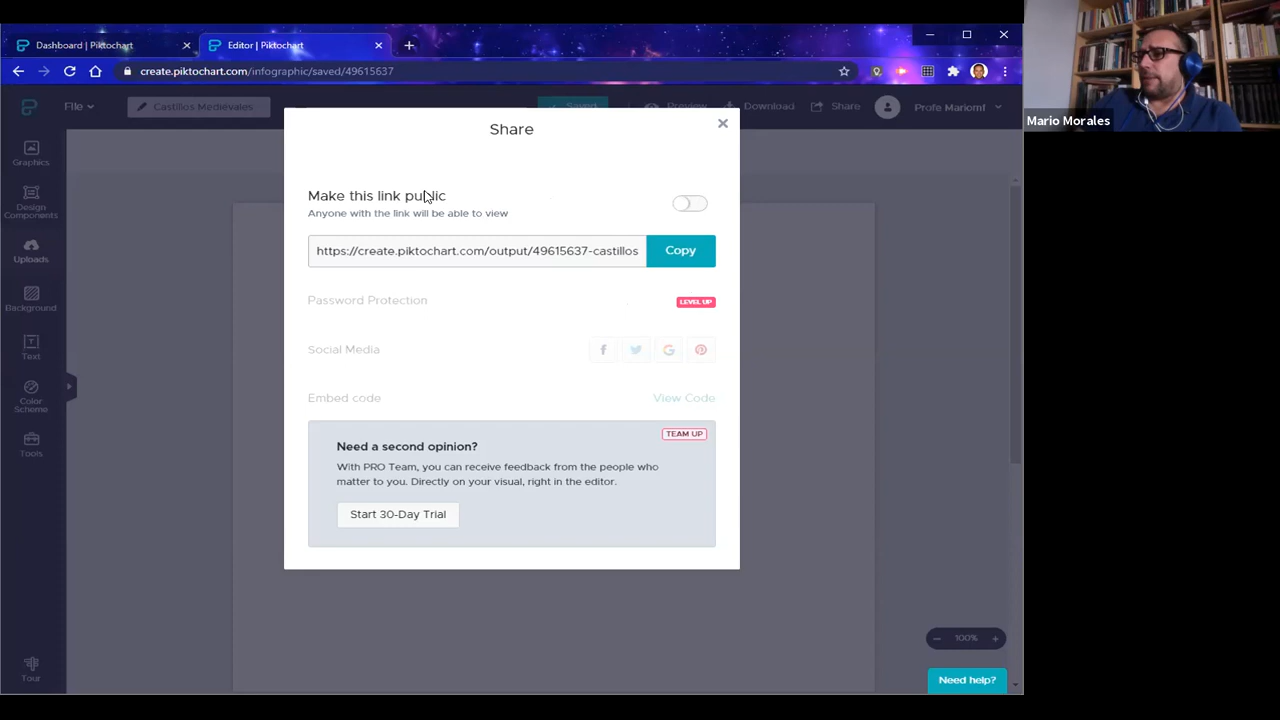 Dashboard | Piktochart
Editor | Piktochart
create.piktochart.com/infographic/saved/49615637
File
Castillos Medievales
Saved
Preview
Download
Share
Profe Mariomf
Mario Morales
Graphics
Design
Components
Uploads
Background
Text
Color
Scheme
Tools
Tour
Share
Make this link public
Anyone with the link will be able to view
https://create.piktochart.com/output/49615637-castillos
Copy
Password Protection
LEVEL UP
Social Media
Embed code
View Code
TEAM UP
Need a second opinion?
With PRO Team, you can receive feedback from the people who
matter to you. Directly on your visual, right in the editor.
Start 30-Day Trial
100%
Need help?